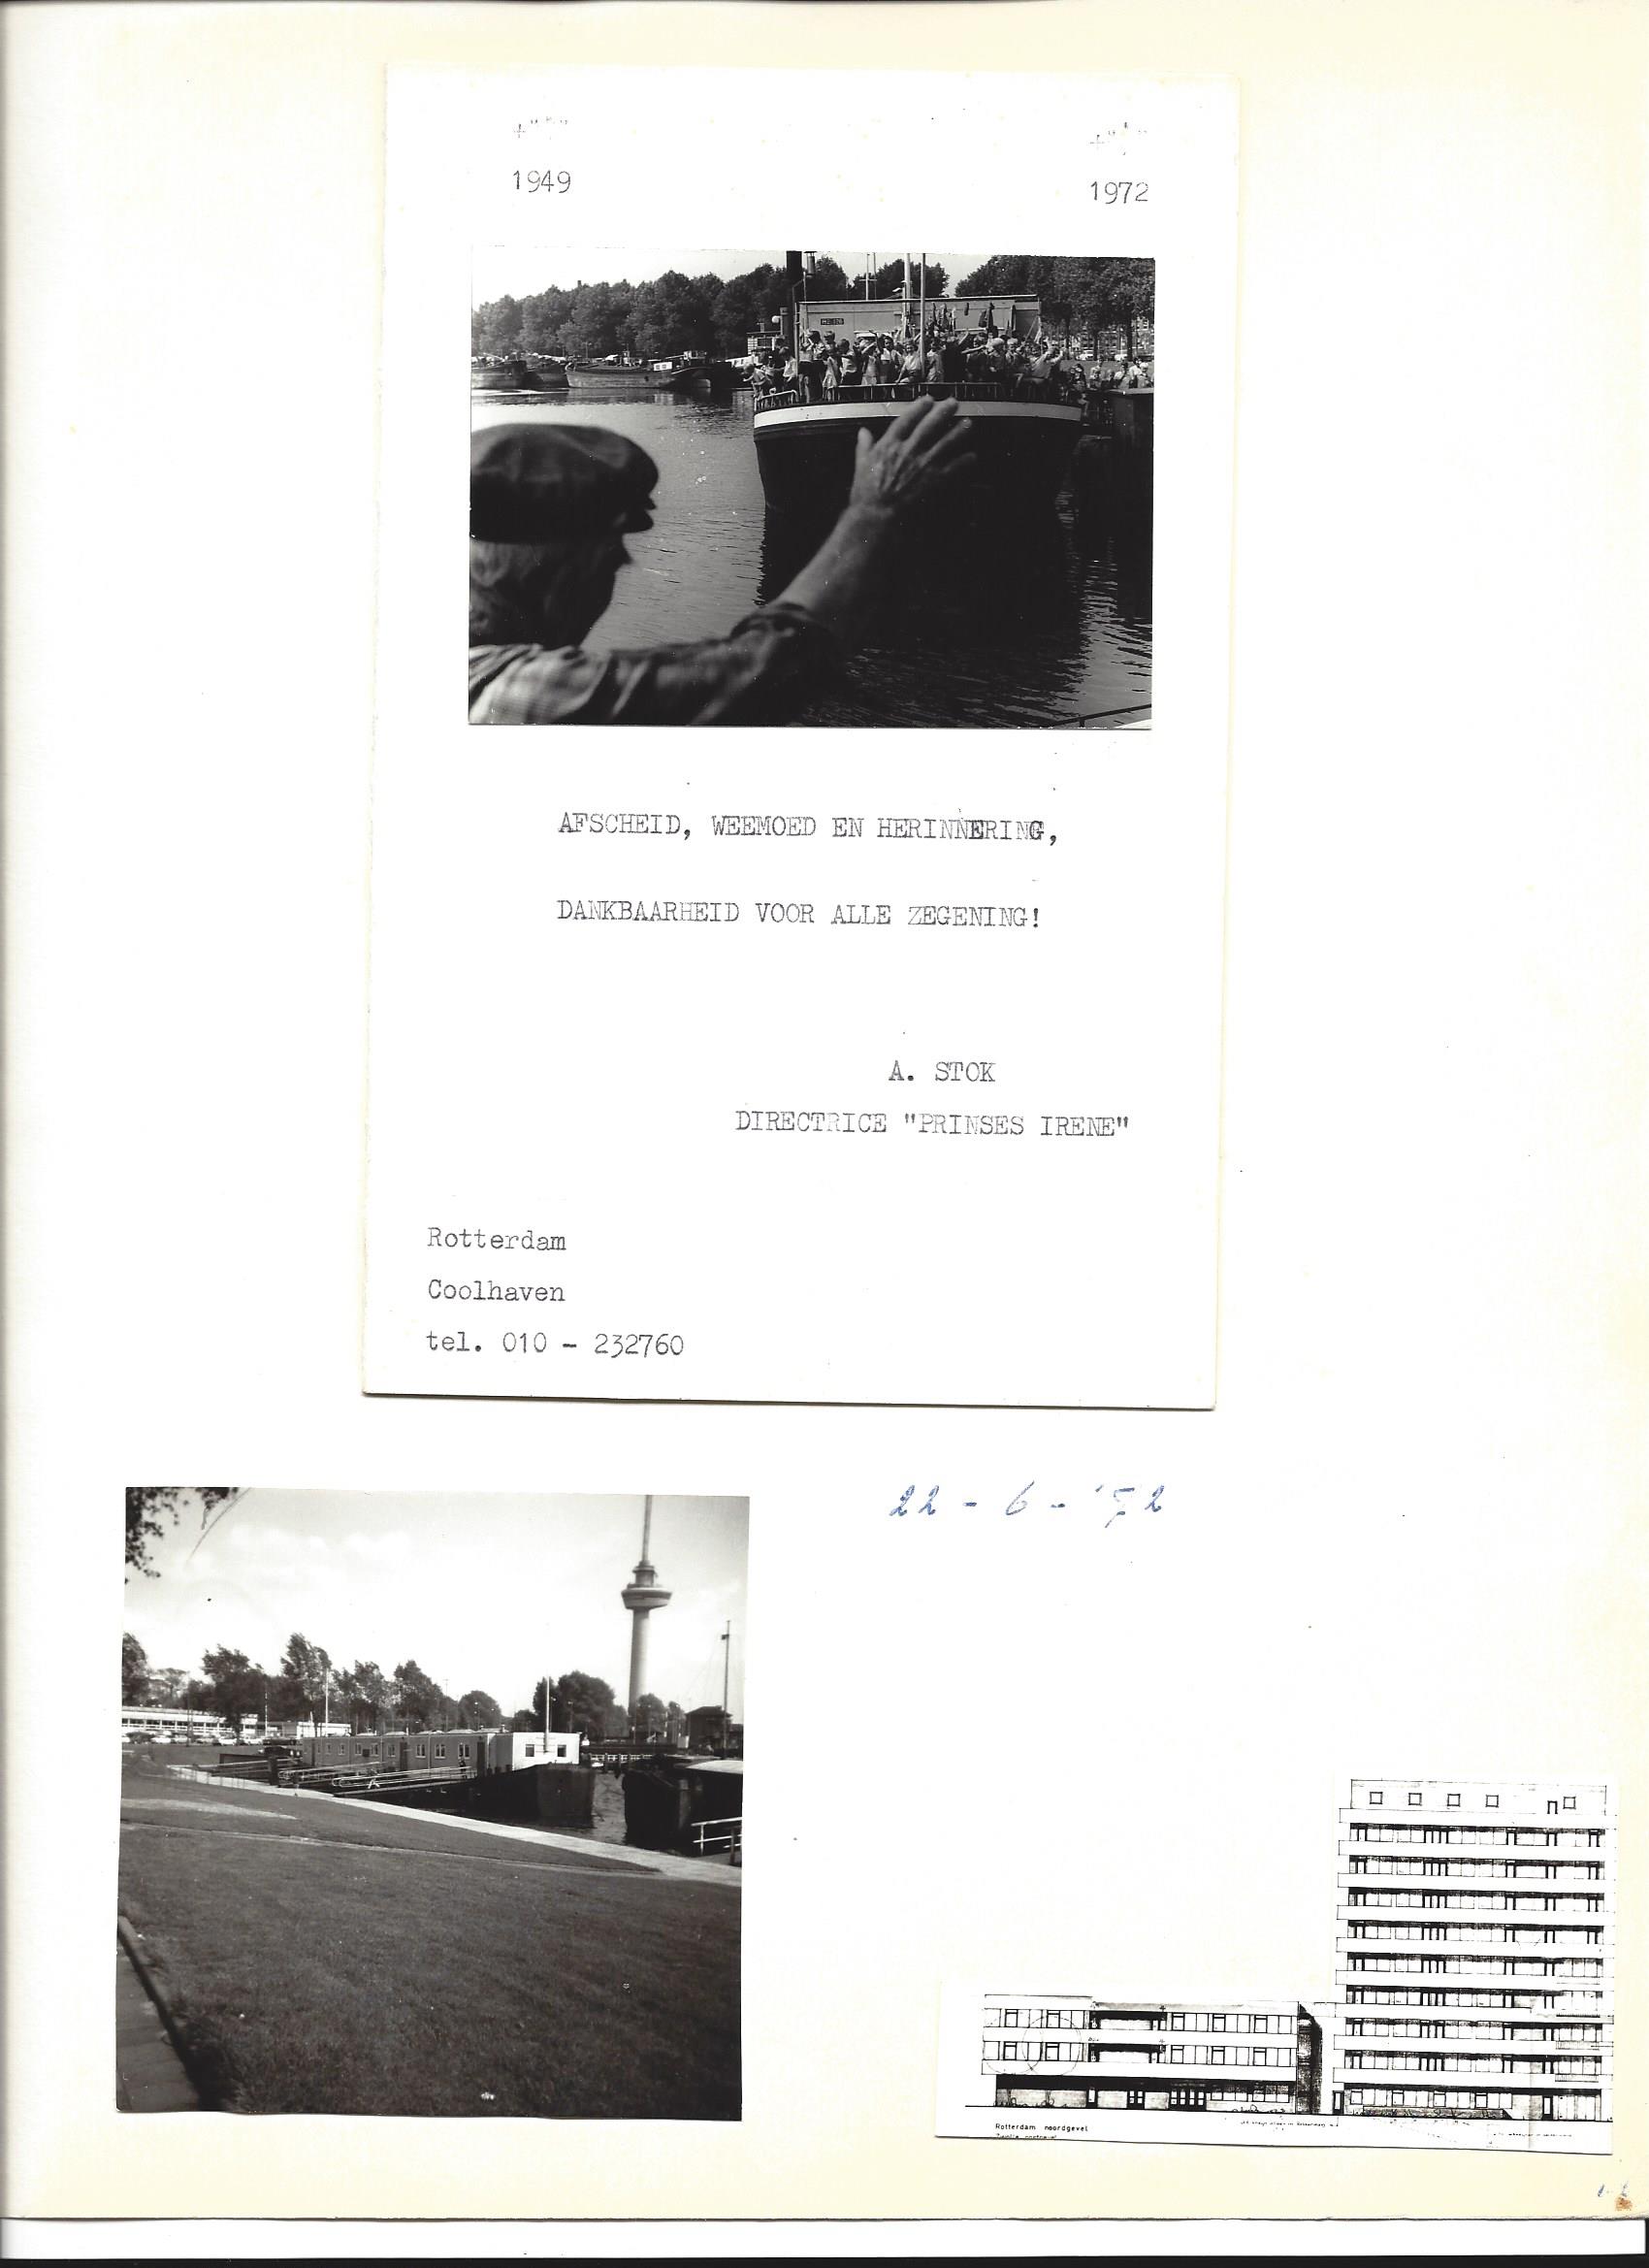 1949
1972
AFSCHEID, WEEMOED EN HERINNERING,
DANKBAARHEID VOOR ALLE ZEGENING!
A. STOK
DIRECTRICE "PRINSES IRENE"
Rotterdam
Coolhaven
tel. 010 - 232760
22 - 6 - '72
Rotterdam noordgevel